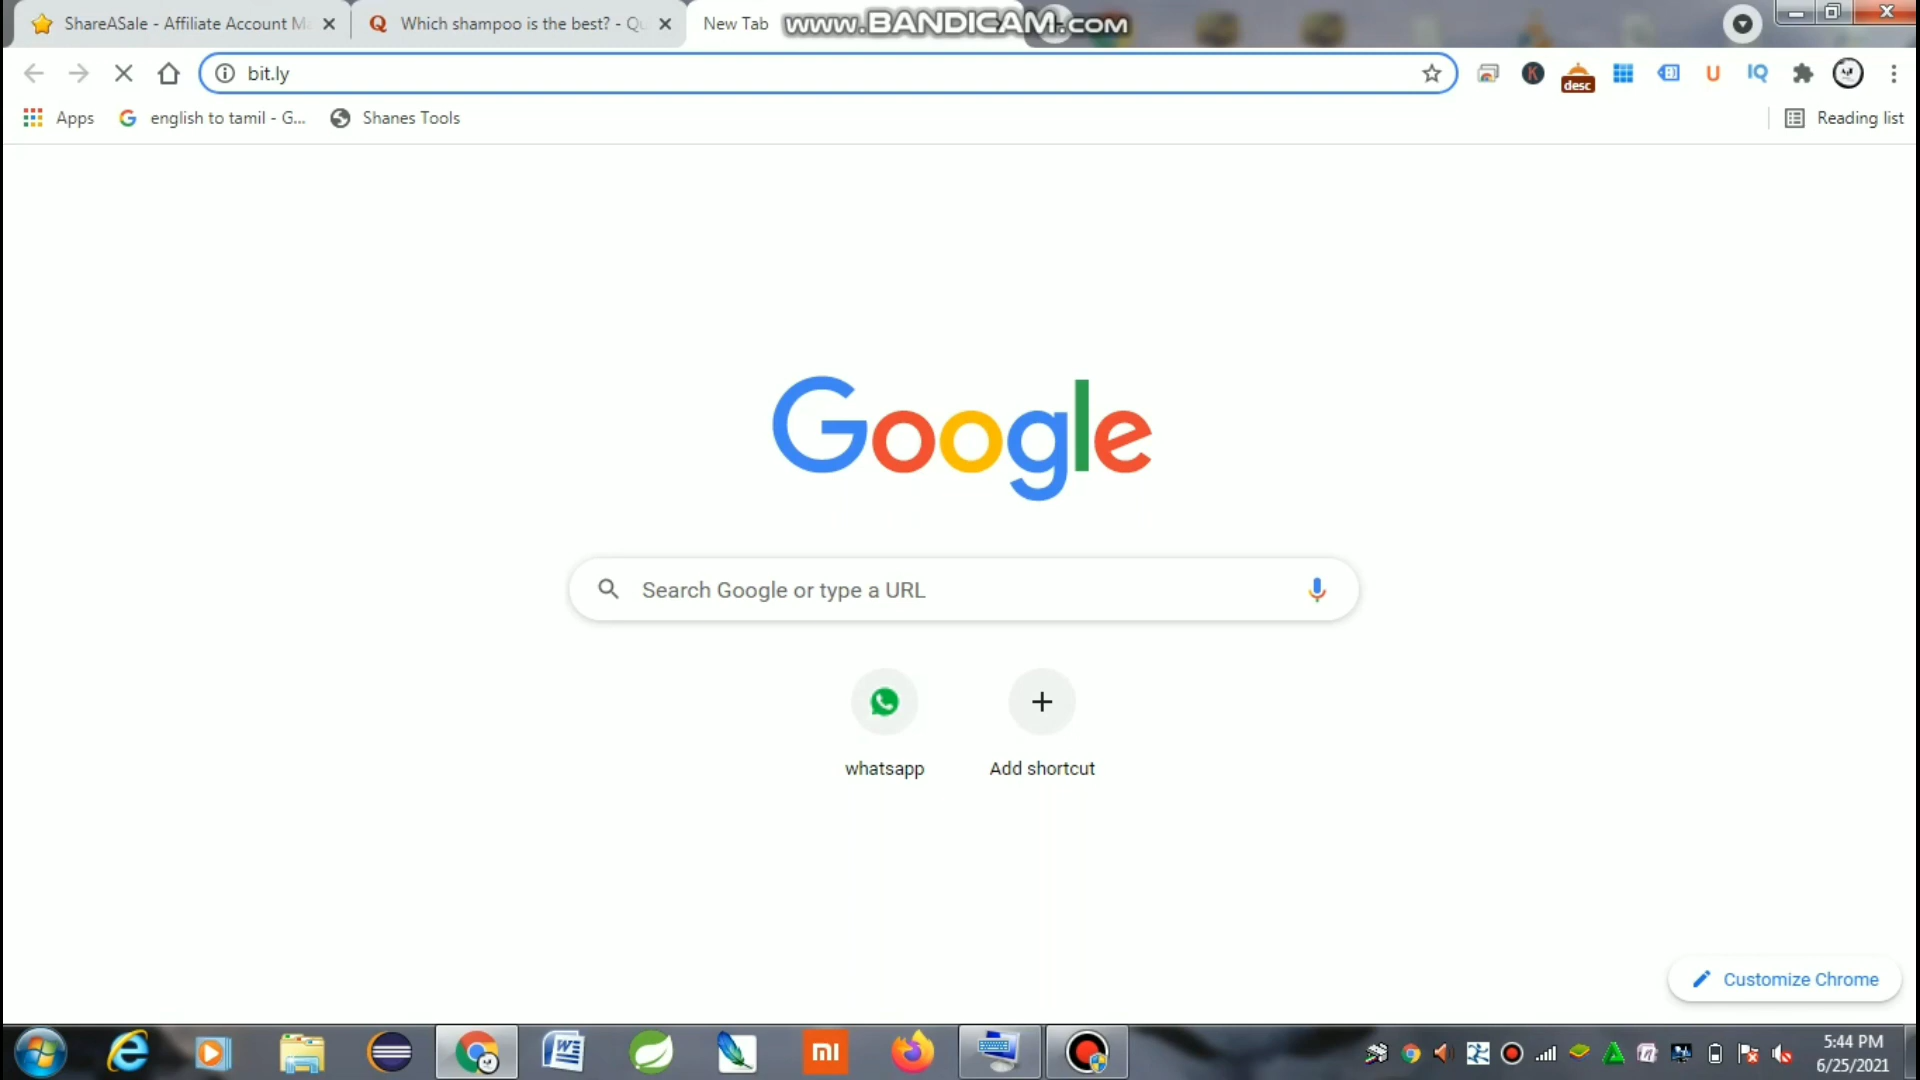 ShareASale - Affiliate Account M
Which shampoo is the best? - Qu
New Tab
www.BANDICAM.com
bit.ly
desc
U
IQ
K
Apps
english to tamil - G...
Shanes Tools
Reading list
Google
Search Google or type a URL
whatsapp
Add shortcut
Customize Chrome
5:44 PM
6/25/2021